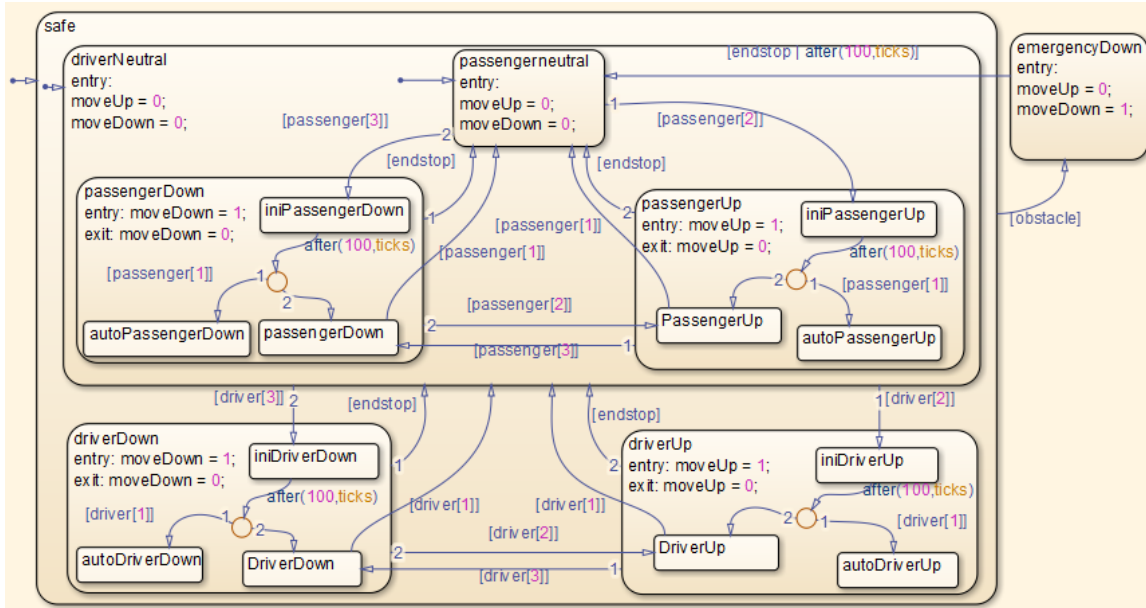 safe
driverNeutral
entry:
moveUp = 0;
moveDown = 0;
passengerneutral
entry:
moveUp = 0;
moveDown = 0;
[endstop | after(100,ticks)]
emergencyDown
entry:
moveUp = 0;
moveDown = 1;
[passenger[3]]
2
1
[passenger[2]]
[endstop]
[endstop]
[obstacle]
passengerDown
entry: moveDown = 1;
exit: moveDown = 0;
iniPassengerDown
after(100,ticks)
[passenger[1]]
1
2
autoPassengerDown
passengerDown
1
[passenger[1]]
[passenger[1]]
2
[passenger[2]]
[passenger[3]]
1
2
passengerUp
entry: moveUp = 1;
exit: moveUp = 0;
iniPassengerUp
after(100,ticks)
2
1
[passenger[1]]
PassengerUp
autoPassengerUp
[driver[3]]
2
[endstop]
[endstop]
1
[driver[2]]
driverDown
entry: moveDown = 1;
exit: moveDown = 0;
iniDriverDown
after(100,ticks)
[driver[1]]
1
2
autoDriverDown
DriverDown
1
[driver[1]]
[driver[1]]
2
[driver[2]]
[driver[3]]
1
2
driverUp
entry: moveUp = 1;
exit: moveUp = 0;
iniDriverUp
after(100,ticks)
2
1
[driver[1]]
DriverUp
autoDriverUp